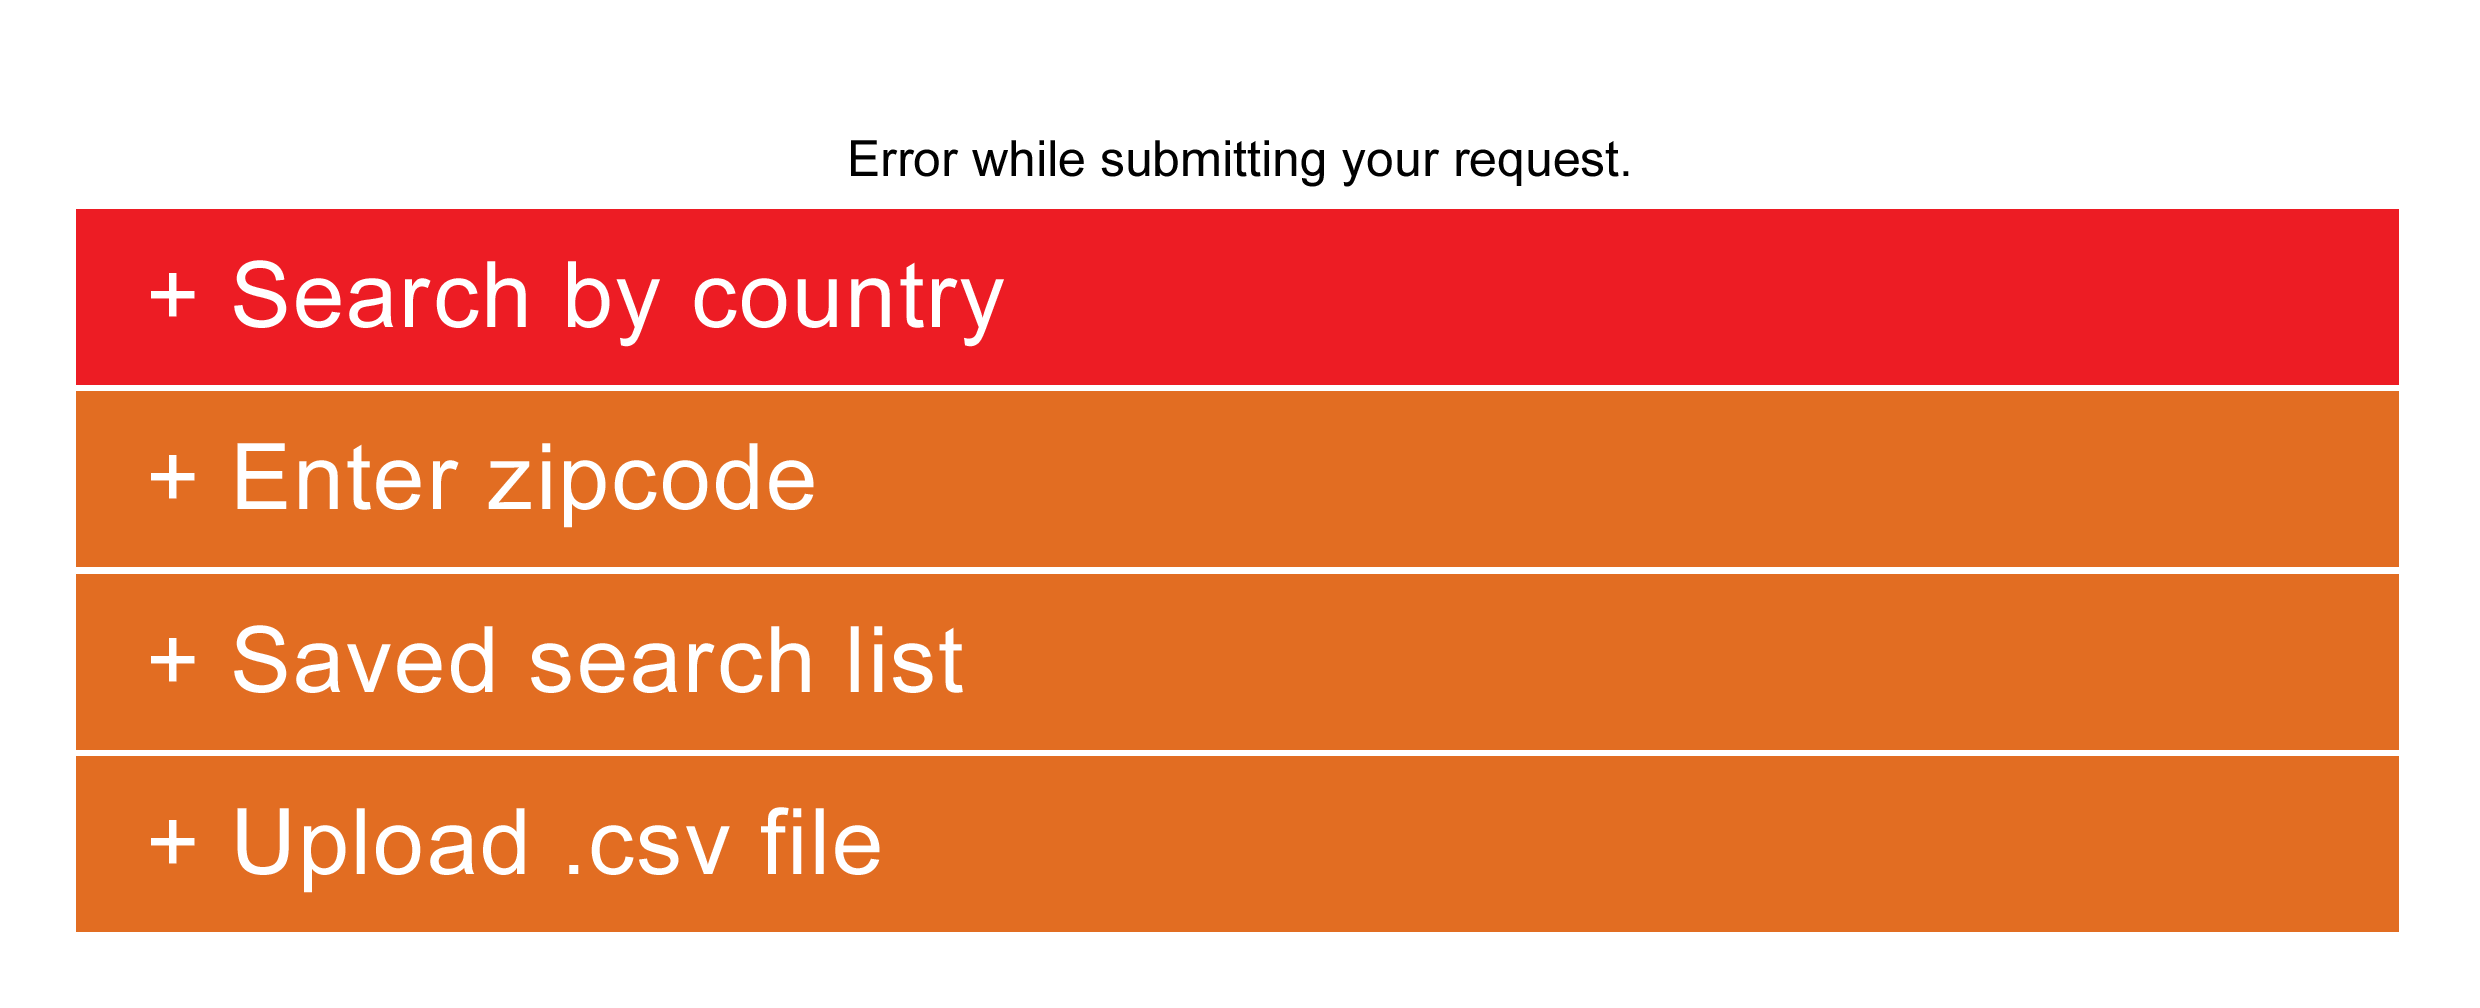 Error while submitting your request.
+ Search by country
+ Enter zipcode
+ Saved search list
+ Upload .csv file